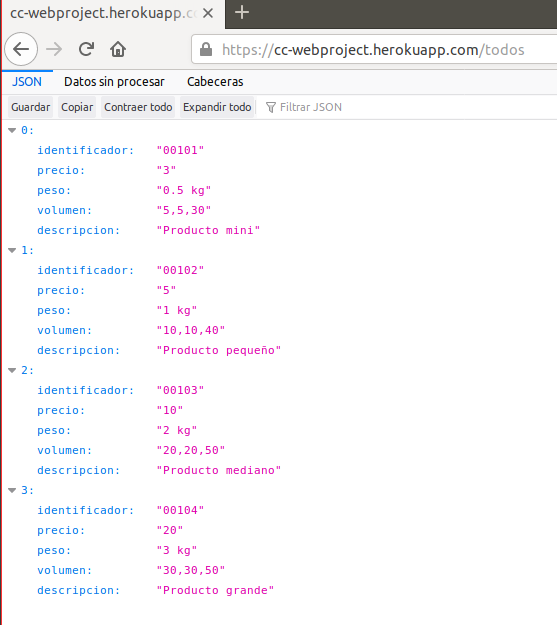 cc-webproject.herokuapp.c
https://cc-webproject.herokuapp.com/todos
JSON Datos sin procesar Cabeceras
Guardar Copiar Contraer todo Expandir todo Filtrar JSON
0:
identificador: "00101"
precio: "3"
peso: "0.5 kg"
volumen: "5,5,30"
descripcion: "Producto mini"
1:
identificador: "00102"
precio: "5"
peso: "1 kg"
volumen: "10,10,40"
descripcion: "Producto pequeño"
2:
identificador: "00103"
precio: "10"
peso: "2 kg"
volumen: "20,20,50"
descripcion: "Producto mediano"
3:
identificador: "00104"
precio: "20"
peso: "3 kg"
volumen: "30,30,50"
descripcion: "Producto grande"